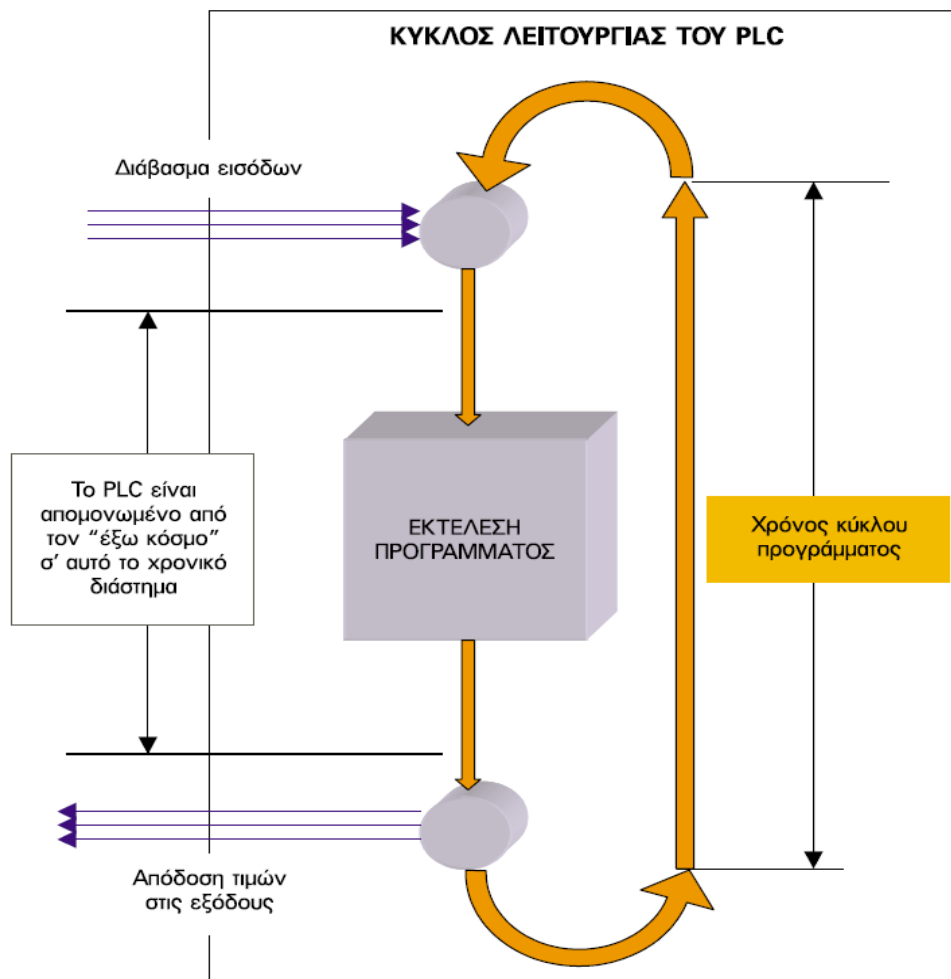 ΚΥΚΛΟΣ ΛΕΙΤΟΥΡΓΙΑΣ ΤΟΥ PLC
Διάβασμα εισόδων
Το PLC είναι
απομονωμένο από
τον “έξω κόσμο”
σ’ αυτό το χρονικό
διάστημα
ΕΚΤΕΛΕΣΗ
ΠΡΟΓΡΑΜΜΑΤΟΣ
Χρόνος κύκλου
προγράμματος
Απόδοση τιμών
στις εξόδους